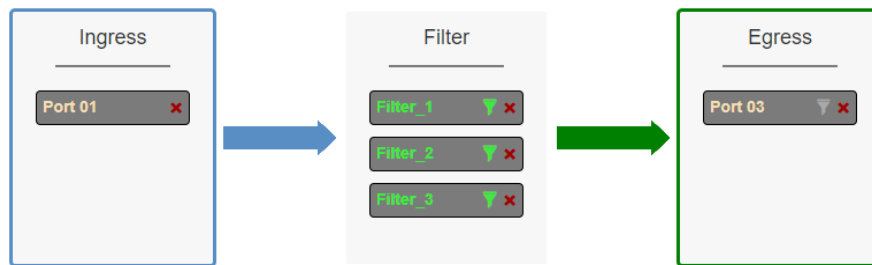 Ingress
Port 01
Filter
Filter_1
Filter_2
Filter_3
Egress
Port 03